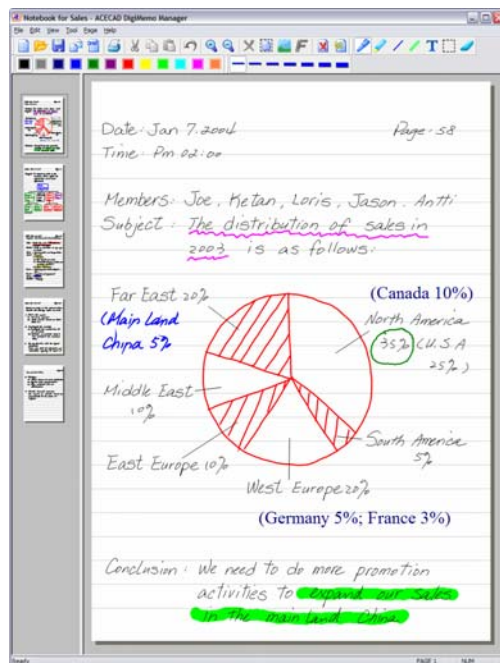 Notebook for Sales - ACECAD DigiMemo Manager
File Edit View Tool Page Help
Date: Jan 7. 2004 Page: 58
Time: Pm 02:00
Members: Joe, Ketan, Loris, Jason. Antti
Subject: The distribution of sales in
2003 is as follows:
Far East 20%
(Main Land
China 5%
(Canada 10%)
North America
35% (U.S.A
25%)
Middle East
10%
South America
5%
East Europe 10%
West Europe 20%
(Germany 5%; France 3%)
Conclusion: We need to do more promotion
activities to expand our sales
in the main Land China
Ready PAGE 1 NUM